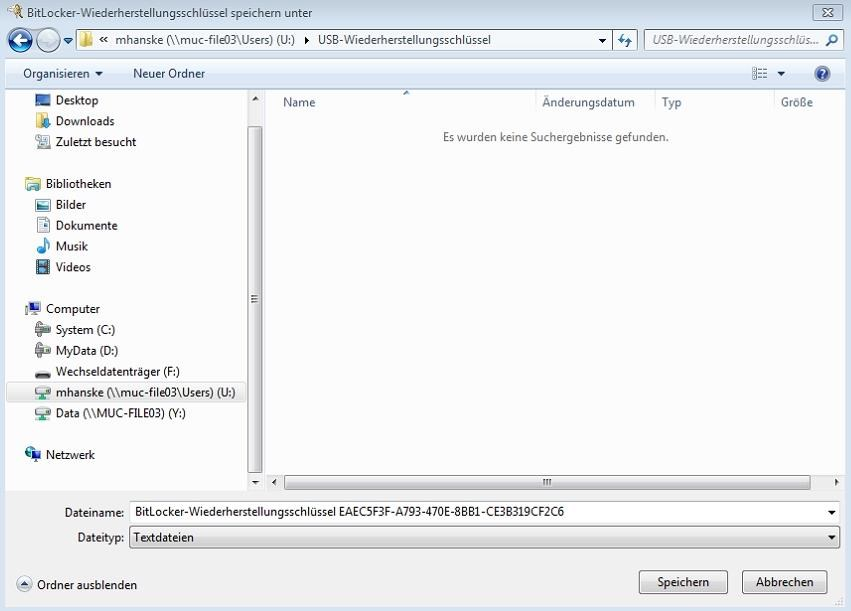 BitLocker-Wiederherstellungsschlüssel speichern unter
« mhanske (\\muc-file03\Users) (U:) ▸ USB-Wiederherstellungsschlüssel
USB-Wiederherstellungsschlüs...
Organisieren Neuer Ordner
Desktop
Downloads
Zuletzt besucht
Bibliotheken
Bilder
Dokumente
Musik
Videos
Computer
System (C:)
MyData (D:)
Wechseldatenträger (F:)
mhanske (\\muc-file03\Users) (U:)
Data (\\MUC-FILE03) (Y:)
Netzwerk
Name Änderungsdatum Typ Größe
Es wurden keine Suchergebnisse gefunden.
Dateiname: BitLocker-Wiederherstellungsschlüssel EAEC5F3F-A793-470E-8BB1-CE3B319CF2C6
Dateityp: Textdateien
Ordner ausblenden
Speichern Abbrechen